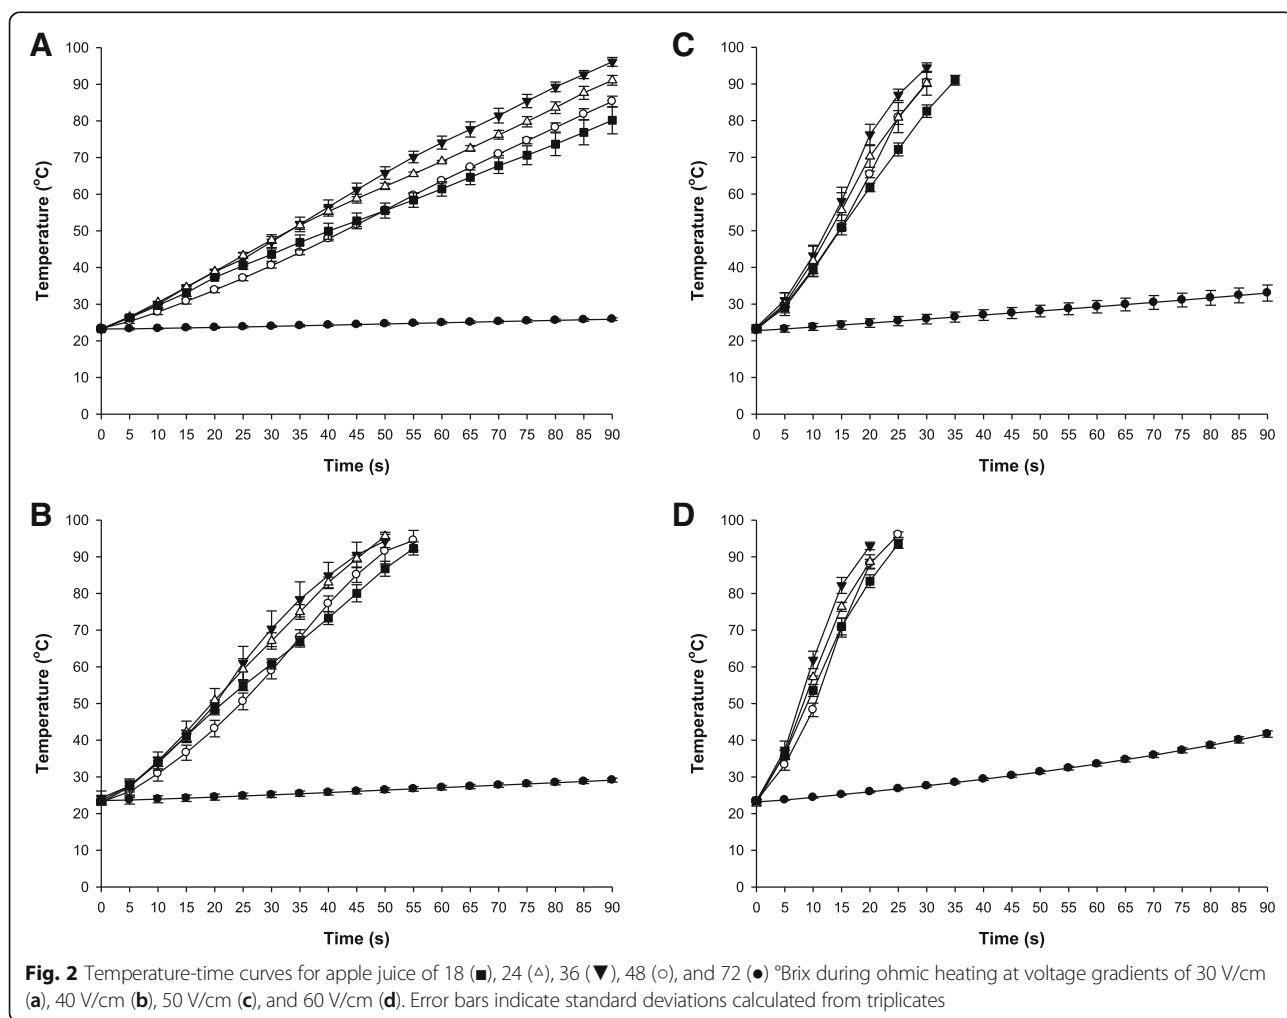 A
Temperature (°C)
100
90
80
70
60
50
40
30
20
10
0
0 5 10 15 20 25 30 35 40 45 50 55 60 65 70 75 80 85 90
Time (s)
C
Temperature (°C)
100
90
80
70
60
50
40
30
20
10
0
0 5 10 15 20 25 30 35 40 45 50 55 60 65 70 75 80 85 90
Time (s)
B
Temperature (°C)
100
90
80
70
60
50
40
30
20
10
0
0 5 10 15 20 25 30 35 40 45 50 55 60 65 70 75 80 85 90
Time (s)
D
Temperature (°C)
100
90
80
70
60
50
40
30
20
10
0
0 5 10 15 20 25 30 35 40 45 50 55 60 65 70 75 80 85 90
Time (s)
Fig. 2 Temperature-time curves for apple juice of 18 (■), 24 (△), 36 (▼), 48 (○), and 72 (●) °Brix during ohmic heating at voltage gradients of 30 V/cm
(a), 40 V/cm (b), 50 V/cm (c), and 60 V/cm (d). Error bars indicate standard deviations calculated from triplicates